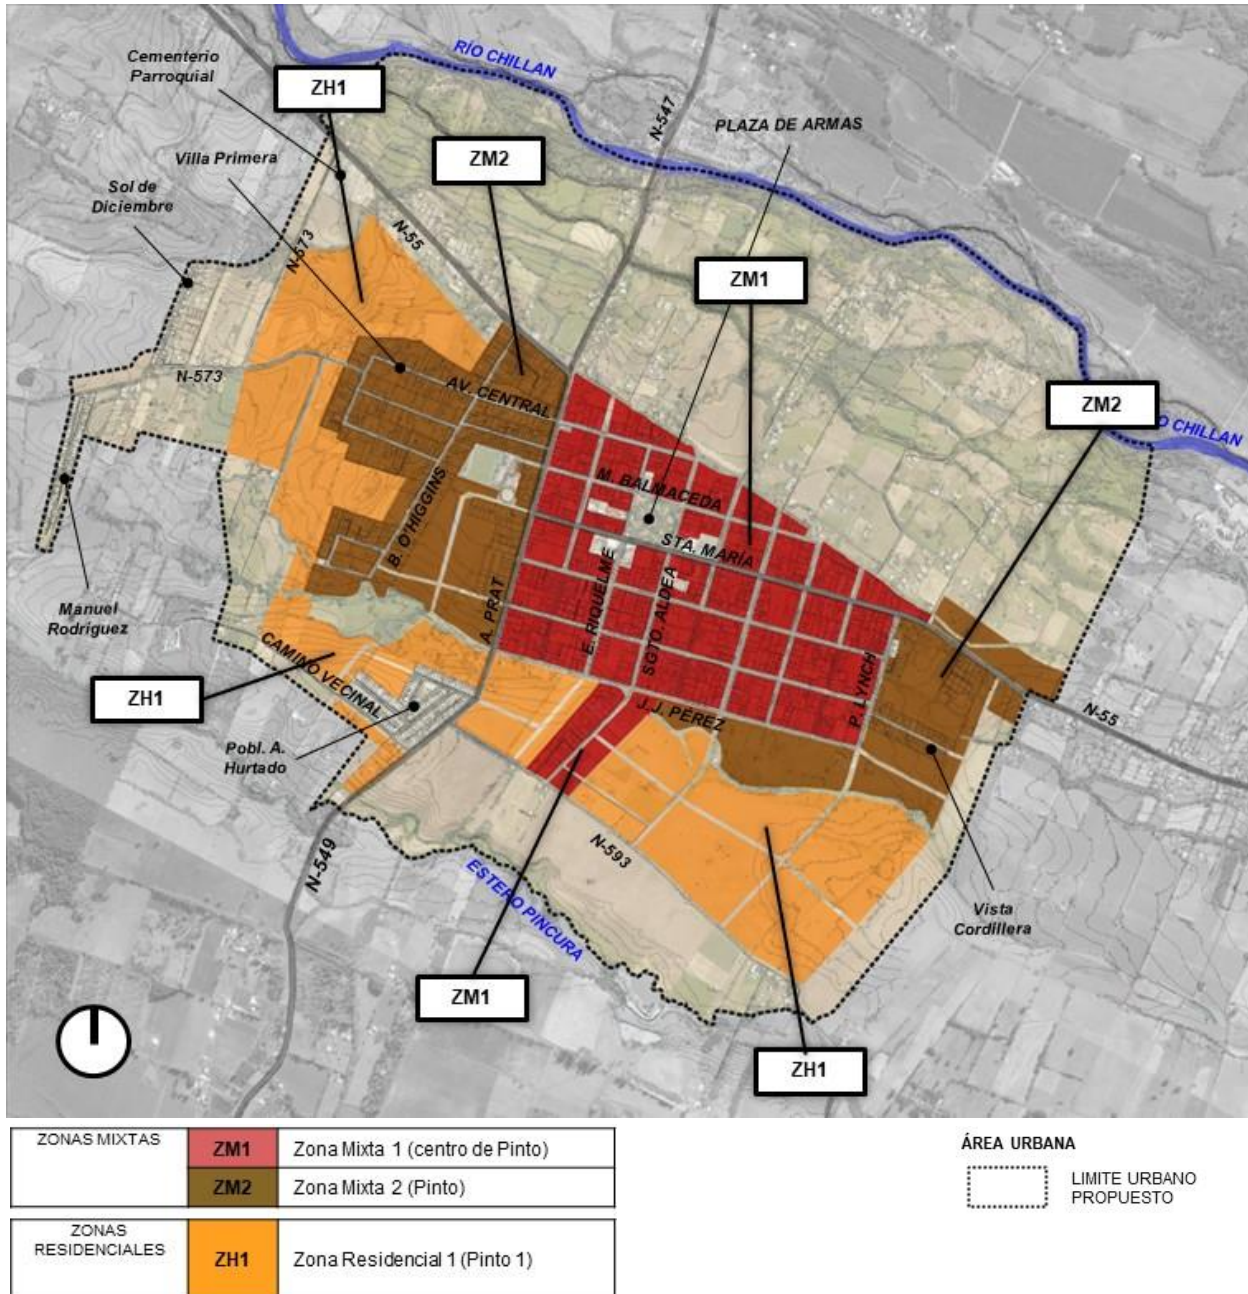 RÍO CHILLAN
Cementerio
Parroquial
ZH1
N-547
PLAZA DE ARMAS
Villa Primera
ZM2
Sol de
Diciembre
N-55
N-573
ZM1
N-573
AV. CENTRAL
ZM2
O CHILLAN
M. BALMACEDA
B. O'HIGGINS
STA. MARÍA
A. PRAT
E. RIQUELME
SGTO. ALDEA
Manuel
Rodríguez
CAMINO VECINAL
P. LYNCH
ZH1
J.J. PÉREZ
N-55
Pobl. A.
Hurtado
N-549
N-593
ESTERO PINCURA
Vista
Cordillera
ZM1
ZH1
ZONAS MIXTAS
ZM1
Zona Mixta 1 (centro de Pinto)
ZM2
Zona Mixta 2 (Pinto)
ZONAS
RESIDENCIALES
ZH1
Zona Residencial 1 (Pinto 1)
ÁREA URBANA
LIMITE URBANO
PROPUESTO